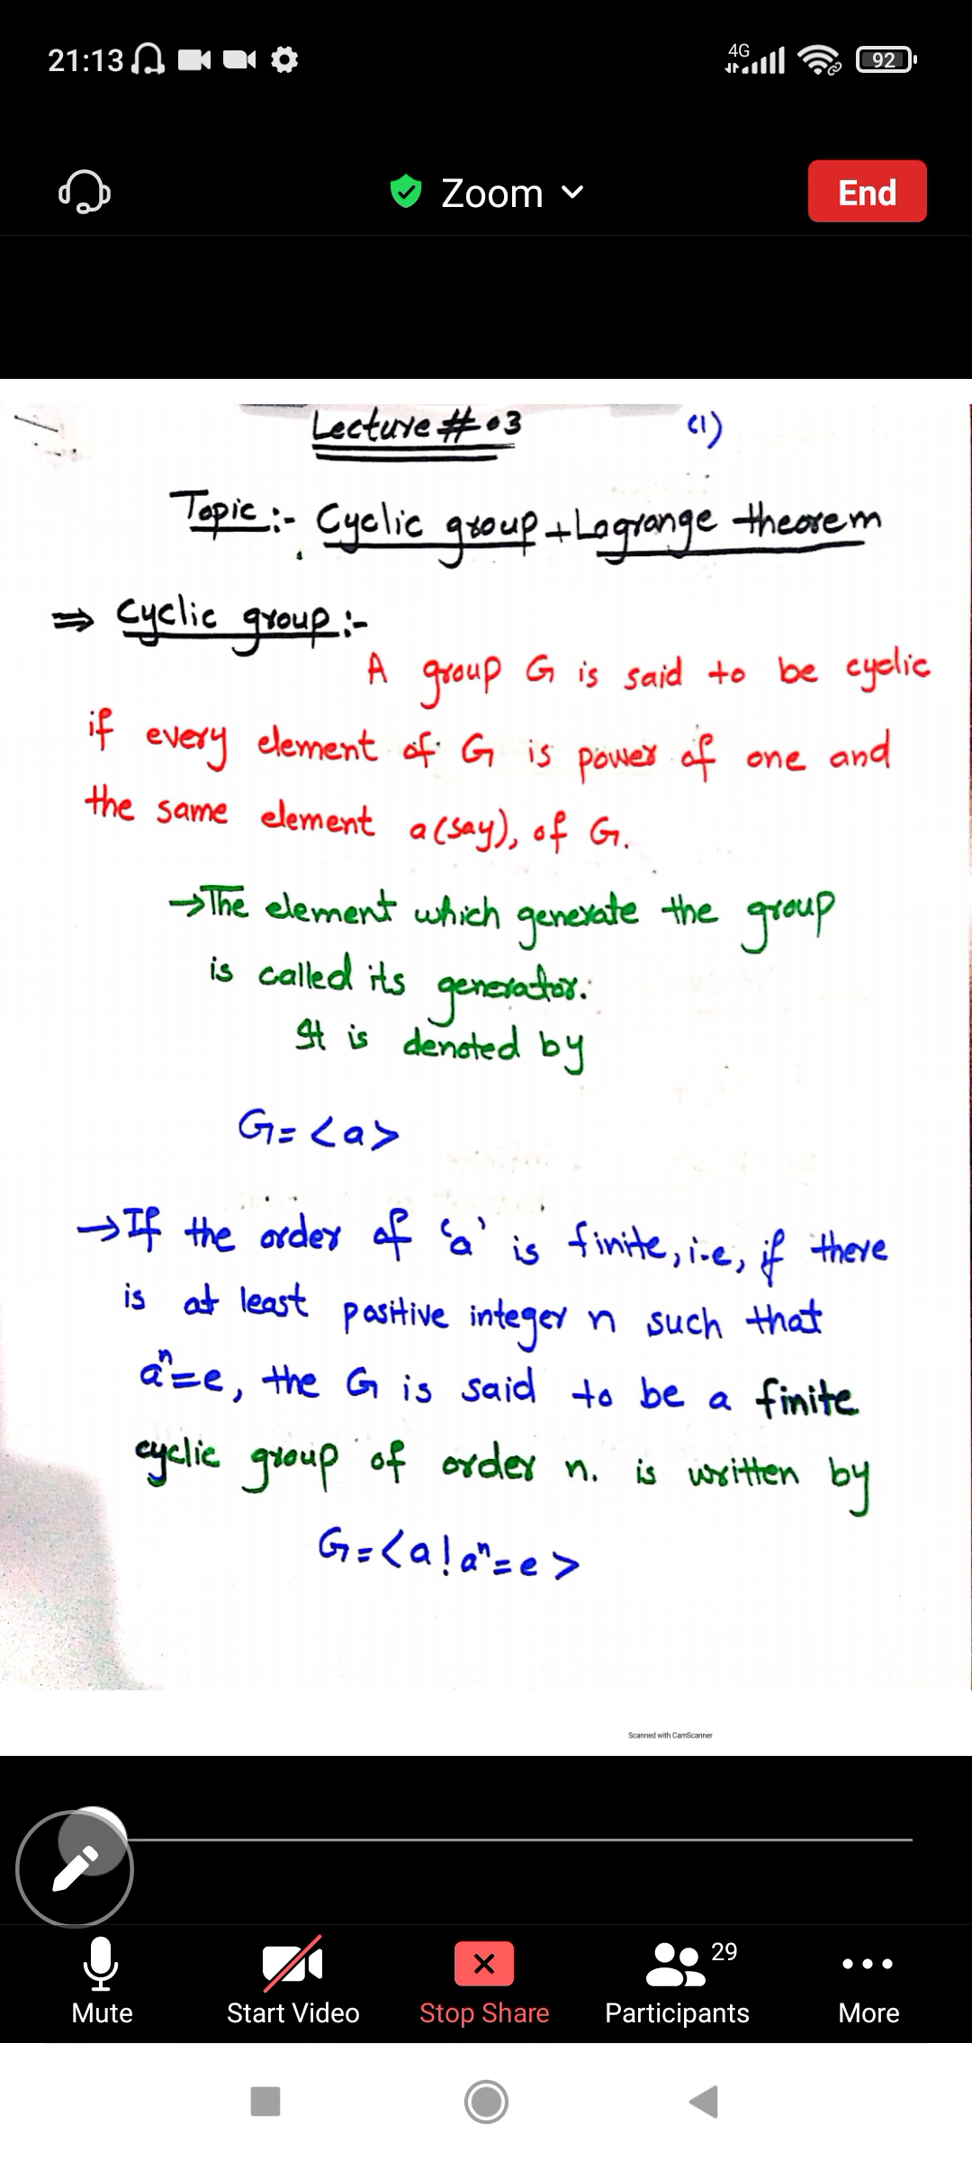 21:13 4G 92
Zoom End
Lecture # 03 (1)
Topic:- Cyclic group + Lagrange theorem
⇒ Cyclic group:-
A group G is said to be cyclic
if every element of G is power of one and
the same element a(say), of G.
→The element which generate the group
is called its generator.
It is denoted by
G=<a>
→If the order of 'a' is finite, i-e, if there
is at least positive integer n such that
aⁿ=e, the G is said to be a finite
cyclic group of order n. is written by
G=<a!aⁿ=e>
Scanned with CamScanner
29
Mute Start Video Stop Share Participants More